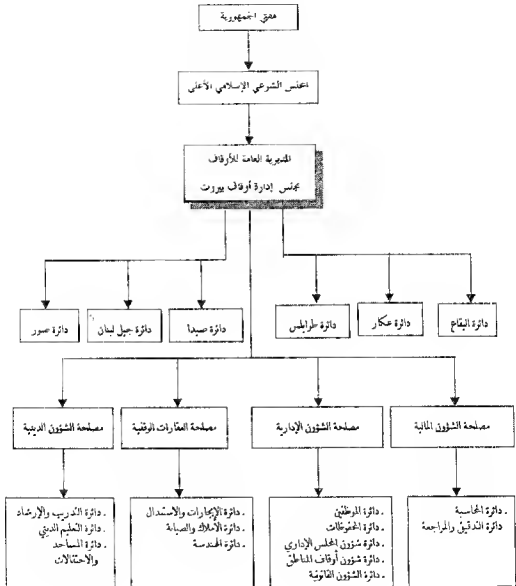 مفتي الجمهورية
المجلس الشرعي الإسلامي الأعلى
المديرية العامة للأوقاف
مجلس إدارة أوقاف بيروت
دائرة البقاع
دائرة عكار
دائرة طرابلس
دائرة صيدا
دائرة جبل لبنان
دائرة صور
مصلحة الشؤون المالية
مصلحة الشؤون الإدارية
مصلحة العقارات الوقفية
مصلحة الشؤون الدينية
. دائرة المحاسبة
دائرة التدقيق والمراجعة
. دائرة الموظفين
. دائرة المحفوظات
. دائرة شؤون المجلس الإداري
. دائرة شؤون أوقاف المناطق
. دائرة الشؤون القانونية
. دائرة الإيجارات والاستبدال
. دائرة الأملاك والصيانة
. دائرة الهندسة
. دائرة التدريب والإرشاد
. دائرة التعليم الديني
. دائرة المساجد
والاحتفالات